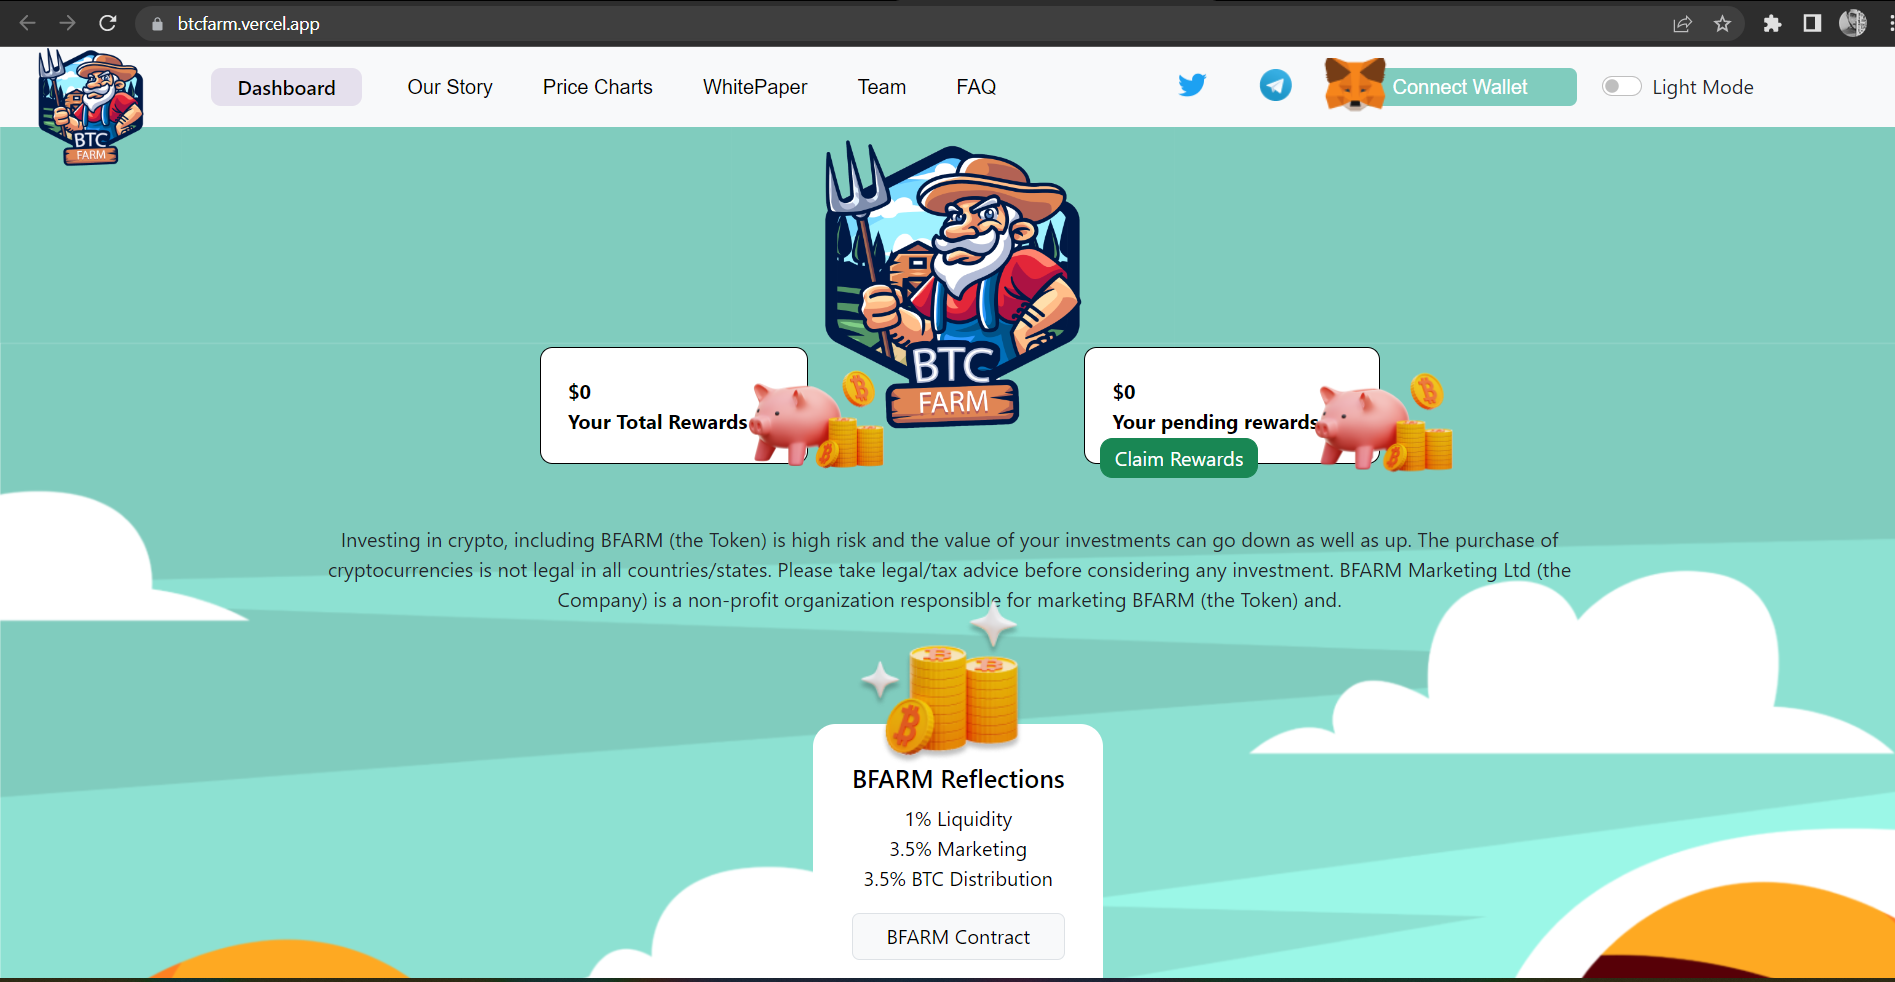 btcfarm.vercel.app
BTC
FARM
Dashboard
Our Story
Price Charts
WhitePaper
Team
FAQ
Connect Wallet
Light Mode
BTC
FARM
$0
Your Total Rewards
$0
Your pending rewards
Claim Rewards
Investing in crypto, including BFARM (the Token) is high risk and the value of your investments can go down as well as up. The purchase of
cryptocurrencies is not legal in all countries/states. Please take legal/tax advice before considering any investment. BFARM Marketing Ltd (the
Company) is a non-profit organization responsible for marketing BFARM (the Token) and.
BFARM Reflections
1% Liquidity
3.5% Marketing
3.5% BTC Distribution
BFARM Contract